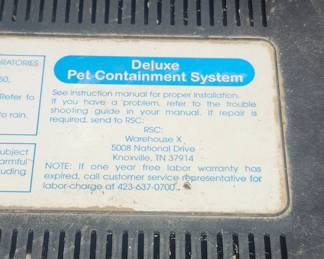 ORATORIES
60,
Refer to
to rain.
ubject
armful
uding
Deluxe
Pet Containment System
See instruction manual for proper installation.
If you have a problem, refer to the trouble
shooting guide in your manual. If repair is
required, send to RSC:
RSC:
Warehouse X
5008 National Drive
Knoxville, TN 37914
NOTE: If one year free labor warranty has
expired, call customer service representative for
labor charge at 423-637-0700.